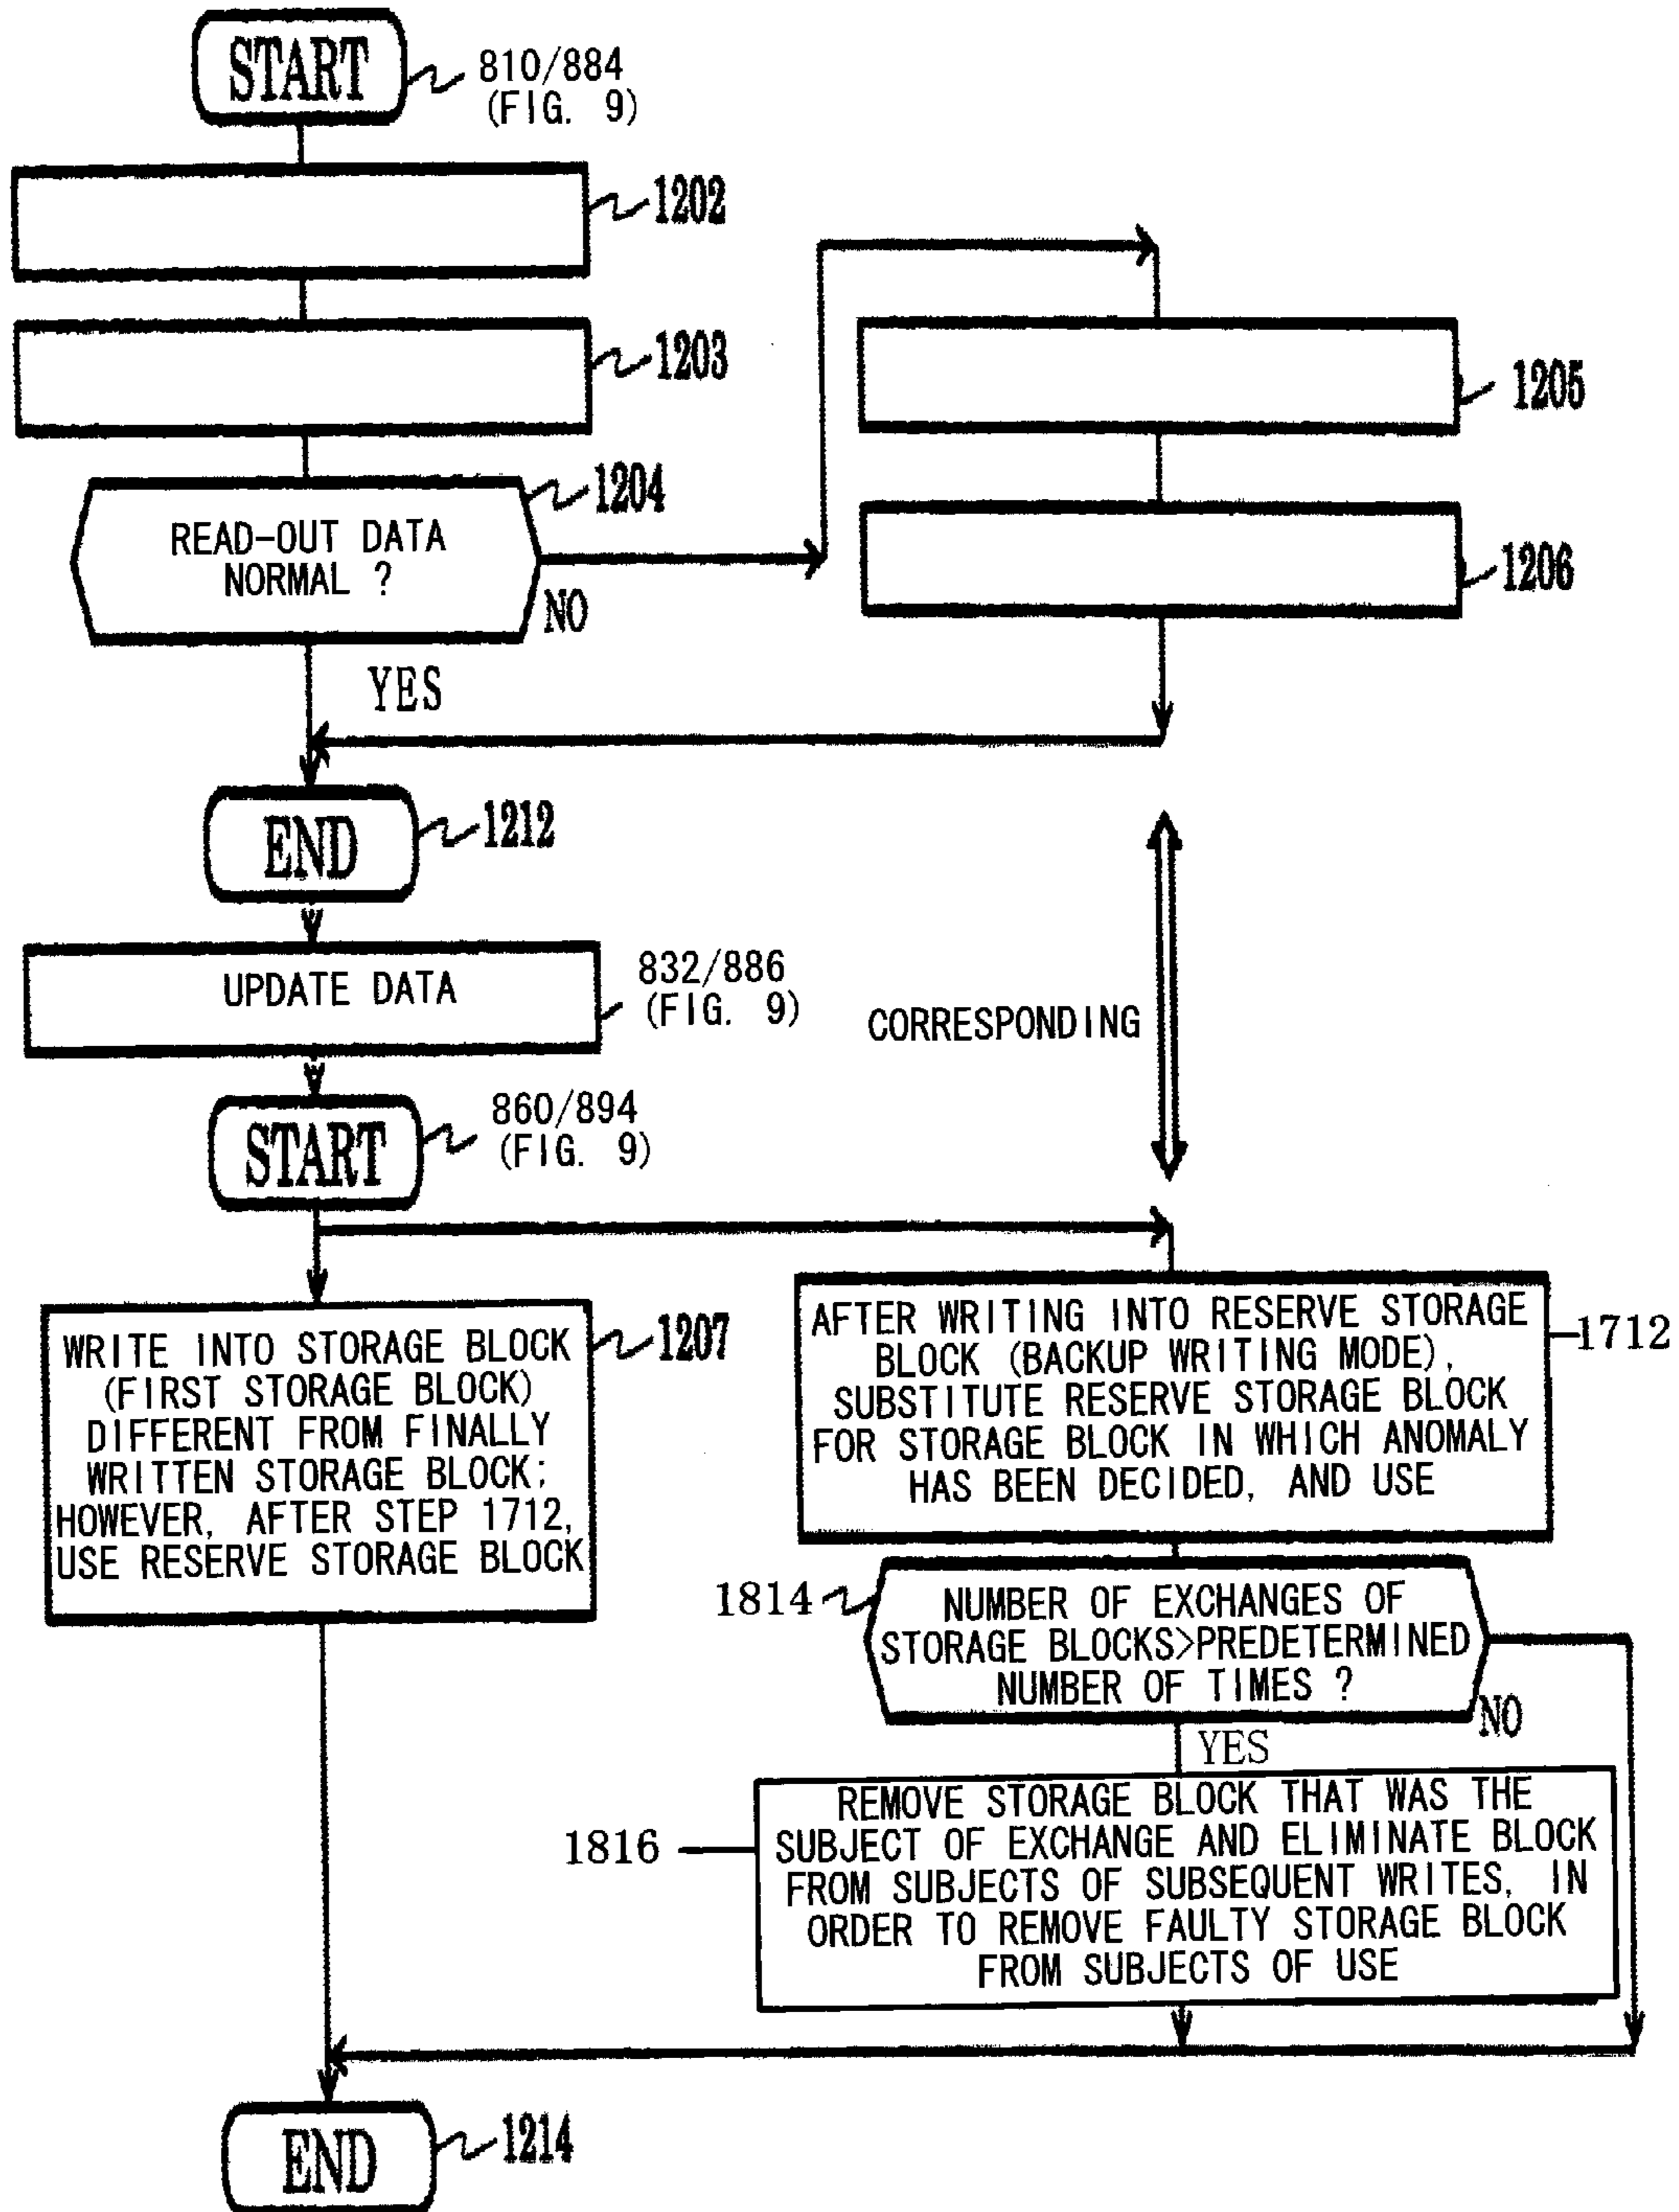 START
810/884
(FIG. 9)
1202
1203
1204
READ-OUT DATA
NORMAL ?
NO
YES
1205
1206
1212
END
UPDATE DATA
832/886
(FIG. 9)
CORRESPONDING
START
860/894
(FIG. 9)
WRITE INTO STORAGE BLOCK
(FIRST STORAGE BLOCK)
DIFFERENT FROM FINALLY
WRITTEN STORAGE BLOCK;
HOWEVER, AFTER STEP 1712,
USE RESERVE STORAGE BLOCK
1207
AFTER WRITING INTO RESERVE STORAGE
BLOCK (BACKUP WRITING MODE),
SUBSTITUTE RESERVE STORAGE BLOCK
FOR STORAGE BLOCK IN WHICH ANOMALY
HAS BEEN DECIDED, AND USE
1712
1814
NUMBER OF EXCHANGES OF
STORAGE BLOCKS>PREDETERMINED
NUMBER OF TIMES ?
NO
YES
1816
REMOVE STORAGE BLOCK THAT WAS THE
SUBJECT OF EXCHANGE AND ELIMINATE BLOCK
FROM SUBJECTS OF SUBSEQUENT WRITES, IN
ORDER TO REMOVE FAULTY STORAGE BLOCK
FROM SUBJECTS OF USE
END
1214